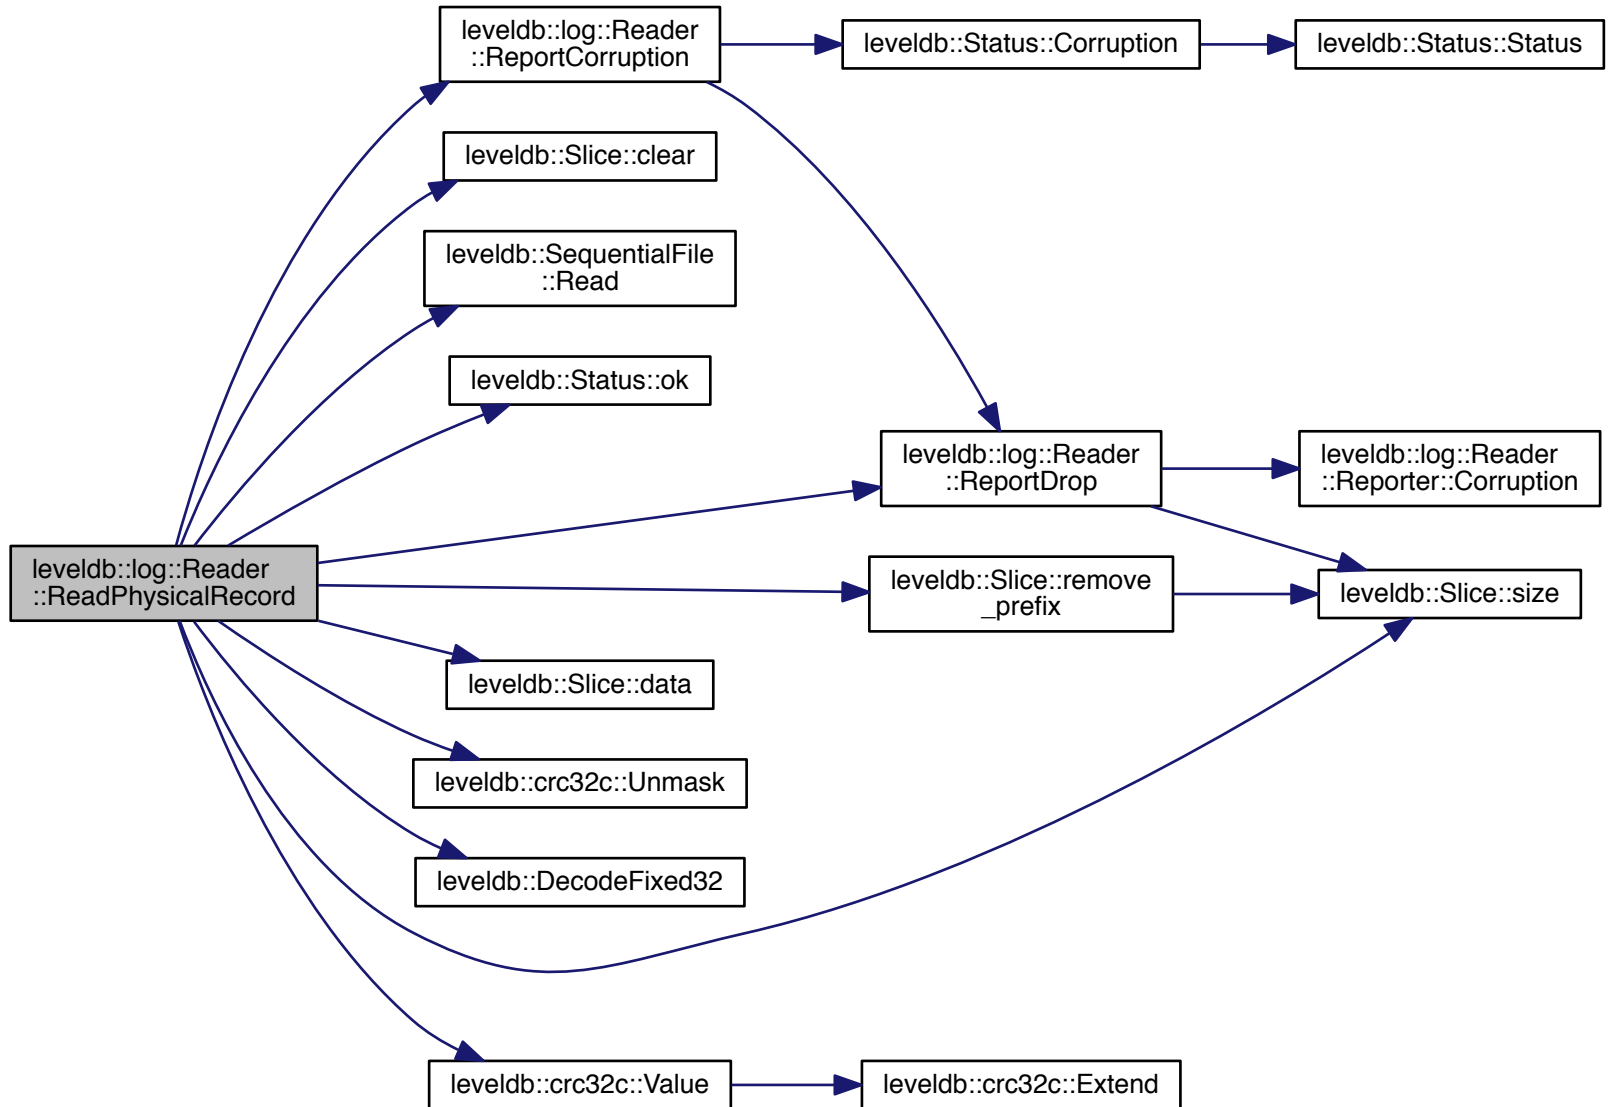 leveldb::log::Reader
::ReportCorruption
leveldb::Status::Corruption
leveldb::Status::Status
leveldb::Slice::clear
leveldb::SequentialFile
::Read
leveldb::Status::ok
leveldb::log::Reader
::ReportDrop
leveldb::log::Reader
::Reporter::Corruption
leveldb::log::Reader
::ReadPhysicalRecord
leveldb::Slice::remove
_prefix
leveldb::Slice::size
leveldb::Slice::data
leveldb::crc32c::Unmask
leveldb::DecodeFixed32
leveldb::crc32c::Value
leveldb::crc32c::Extend